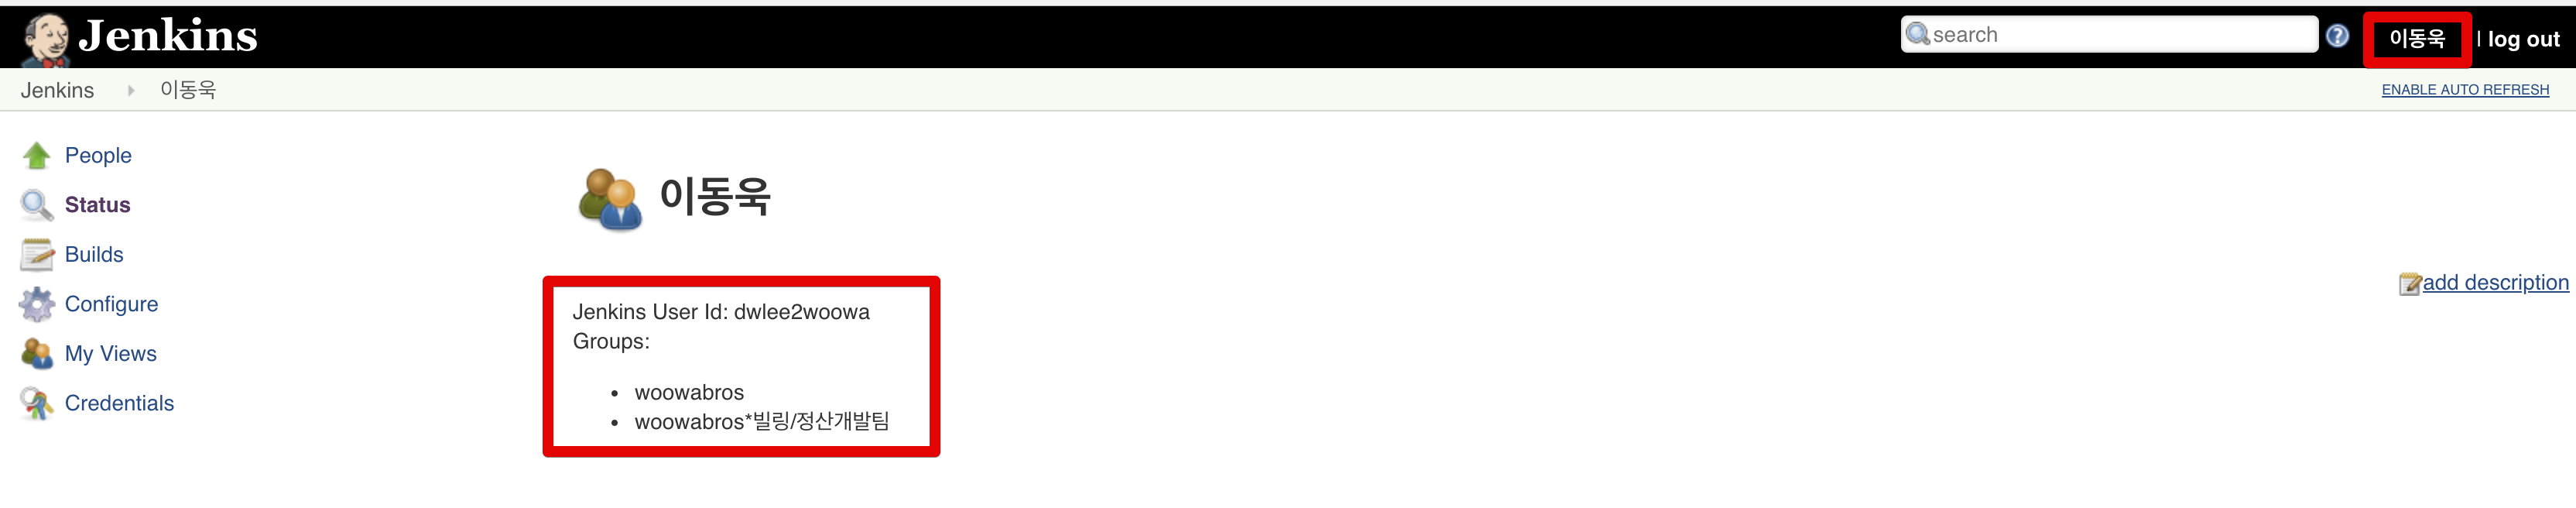 Jenkins
search
이동욱 | log out
Jenkins 이동욱
ENABLE AUTO REFRESH
People
Status
Builds
Configure
My Views
Credentials
이동욱
Jenkins User Id: dwlee2woowa
Groups:
• woowabros
• woowabros*빌링/정산개발팀
add description